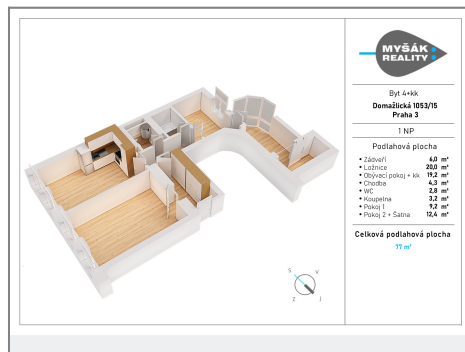 MYŠÁK
REALITY
Byt 4+kk
Domažlická 1053/15
Praha 3
1 NP
Podlahová plocha
• Zádveří 6,0 m²
• Ložnice 20,0 m²
• Obývací pokoj + kk 19,2 m²
• Chodba 4,3 m²
• WC 2,8 m²
• Koupelna 3,2 m²
• Pokoj 1 9,2 m²
• Pokoj 2 + Šatna 12,4 m²
Celková podlahová plocha
77 m²
S V
Z J